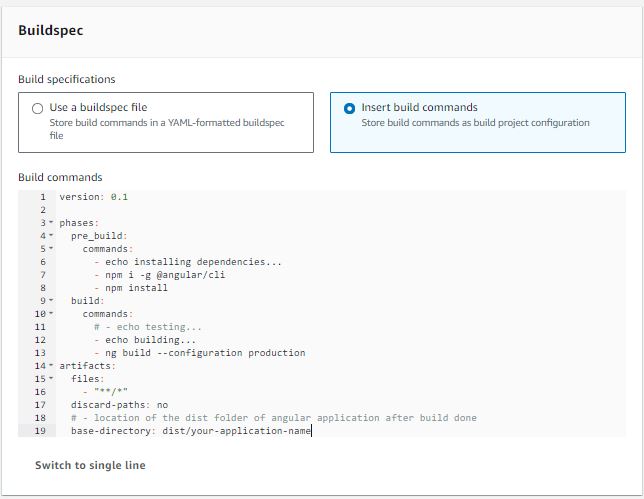 Buildspec
Build specifications
Use a buildspec file
Store build commands in a YAML-formatted buildspec
file
Insert build commands
Store build commands as build project configuration
Build commands
1 version: 0.1
2
3 phases:
4   pre_build:
5     commands:
6       - echo installing dependencies...
7       - npm i -g @angular/cli
8       - npm install
9   build:
10     commands:
11       # - echo testing...
12       - echo building...
13       - ng build --configuration production
14 artifacts:
15   files:
16     - "**/*"
17   discard-paths: no
18   # - location of the dist folder of angular application after build done
19   base-directory: dist/your-application-name
Switch to single line